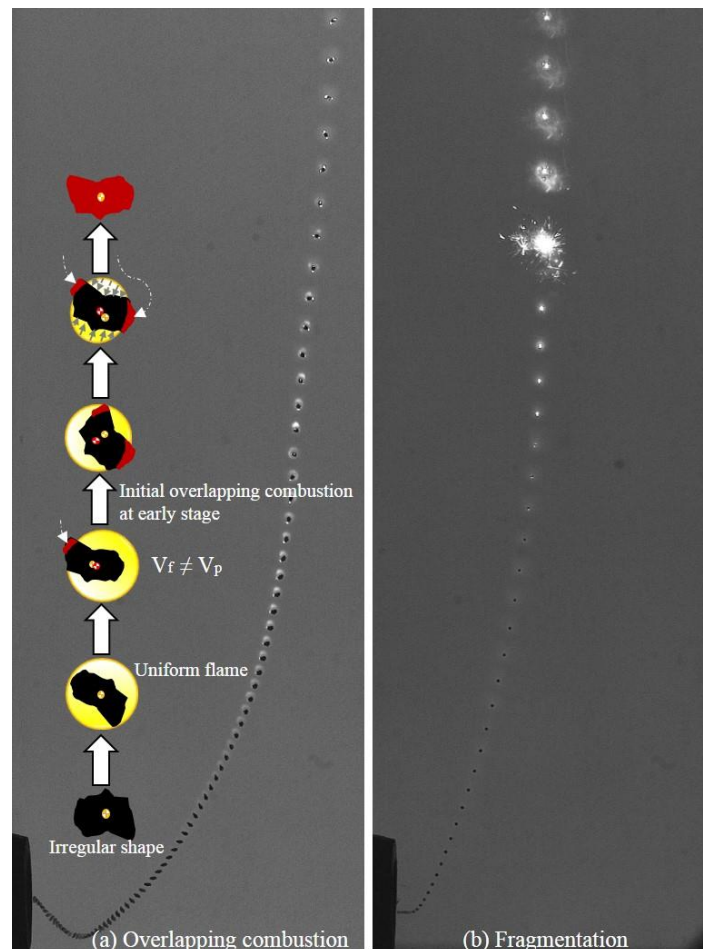 Initial overlapping combustion
at early stage
Vf ≠ Vp
Uniform flame
Irregular shape
(a) Overlapping combustion
(b) Fragmentation